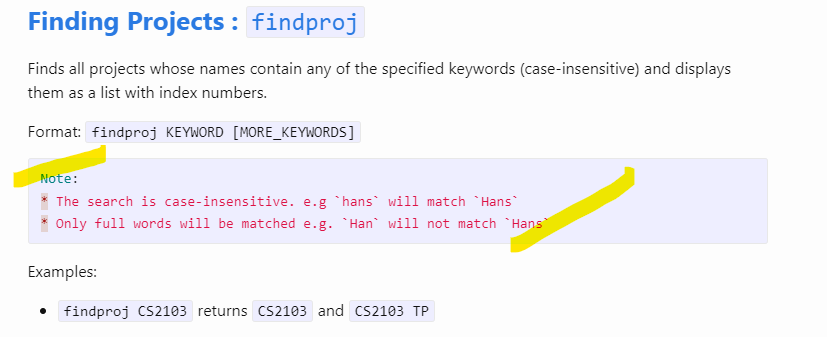 Finding Projects : findproj
Finds all projects whose names contain any of the specified keywords (case-insensitive) and displays
them as a list with index numbers.
Format: findproj KEYWORD [MORE_KEYWORDS]
Note:
* The search is case-insensitive. e.g `hans` will match `Hans`
* Only full words will be matched e.g. `Han` will not match `Hans`
Examples:
• findproj CS2103 returns CS2103 and CS2103 TP